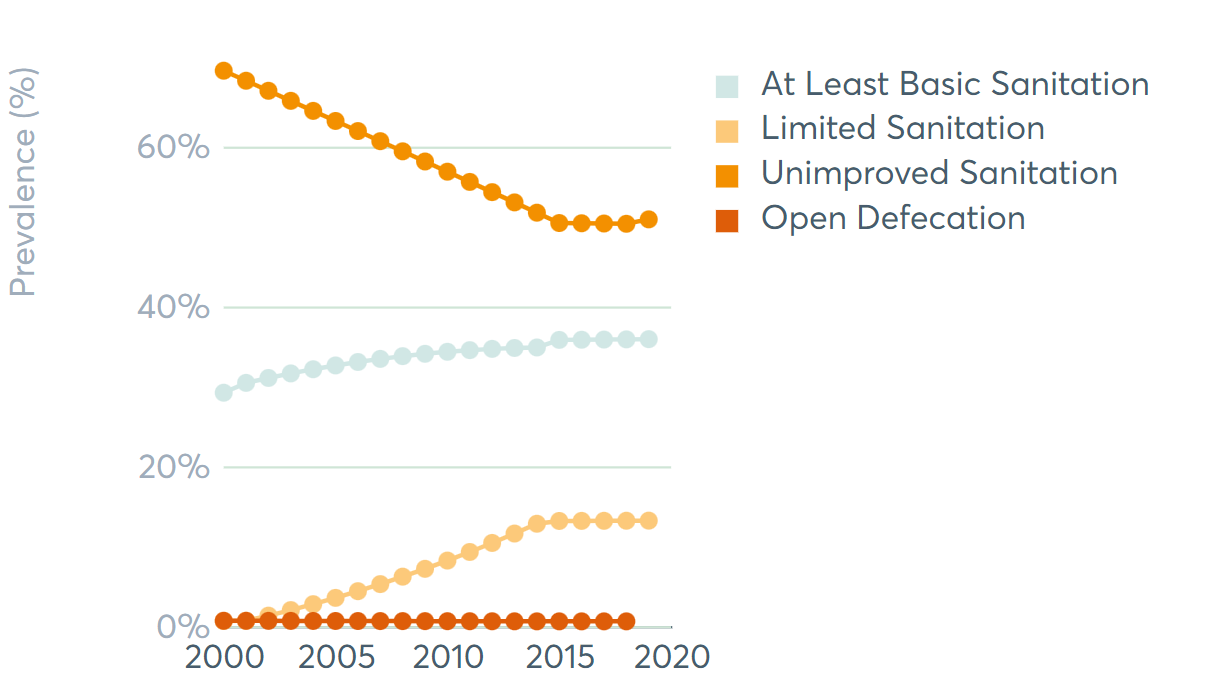 Prevalence (%)
60%
40%
20%
0%
2000 2005 2010 2015 2020
At Least Basic Sanitation
Limited Sanitation
Unimproved Sanitation
Open Defecation